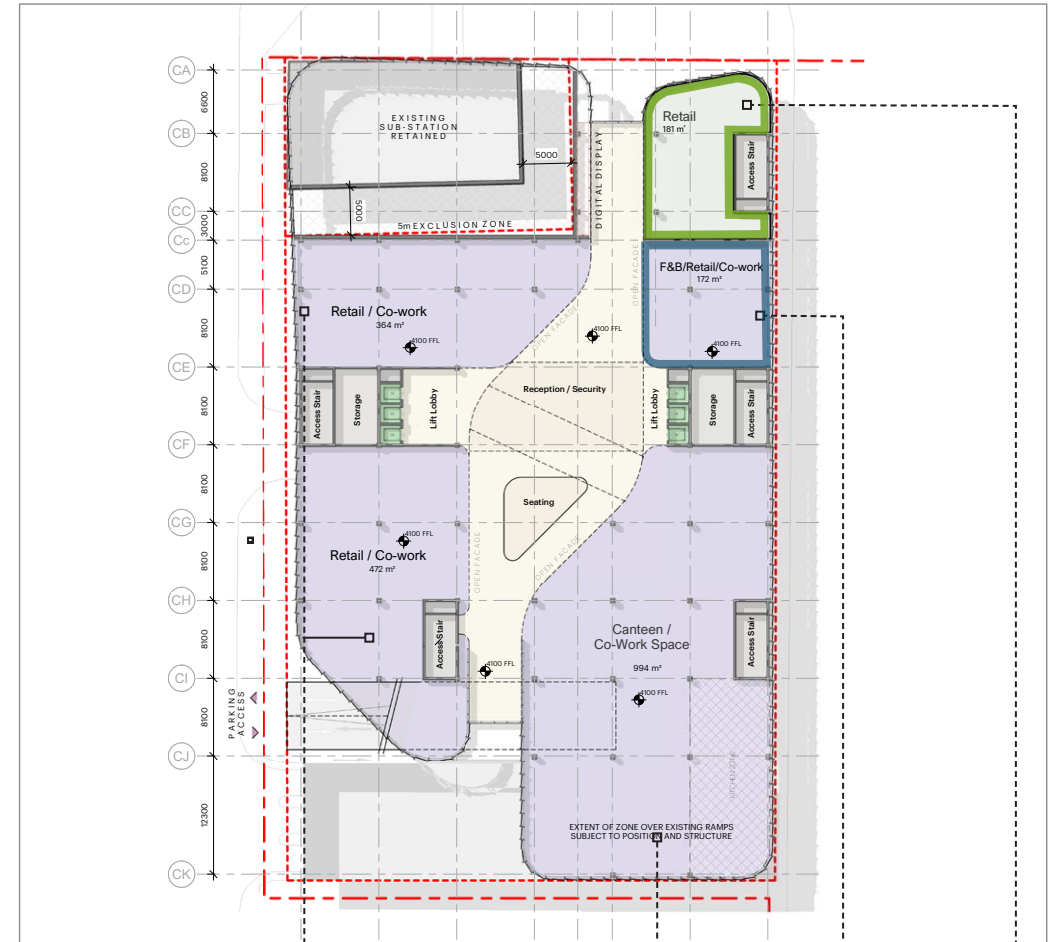 CA
6600
EXISTING
SUB-STATION
RETAINED
Retail
181 m²
CB
5000
DIGITAL DISPLAY
Access Stair
8100
5000
CC
3000
5m EXCLUSION ZONE
Cc
5100
OPEN FACADE
F&B/Retail/Co-work
172 m²
CD
Retail / Co-work
364 m²
8100
OPEN FACADE
4100 FFL
4100 FFL
4100 FFL
CE
Reception / Security
8100
Access Stair
Storage
Lift Lobby
Lift Lobby
Storage
Access Stair
CF
8100
Seating
CG
4100 FFL
Retail / Co-work
472 m²
OPEN FACADE
OPEN FACADE
8100
CH
8100
Access Stair
Canteen /
Co-Work Space
994 m²
Access Stair
4100 FFL
CI
PARKING
ACCESS
4100 FFL
8100
CJ
KITCHEN ZONE
12300
EXTENT OF ZONE OVER EXISTING RAMPS
SUBJECT TO POSITION AND STRUCTURE
CK